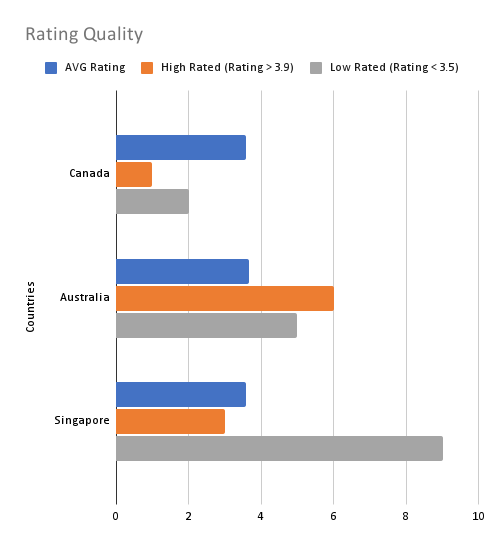 Rating Quality
AVG Rating
High Rated (Rating > 3.9)
Low Rated (Rating < 3.5)
Canada
Australia
Singapore
Countries
0 2 4 6 8 10